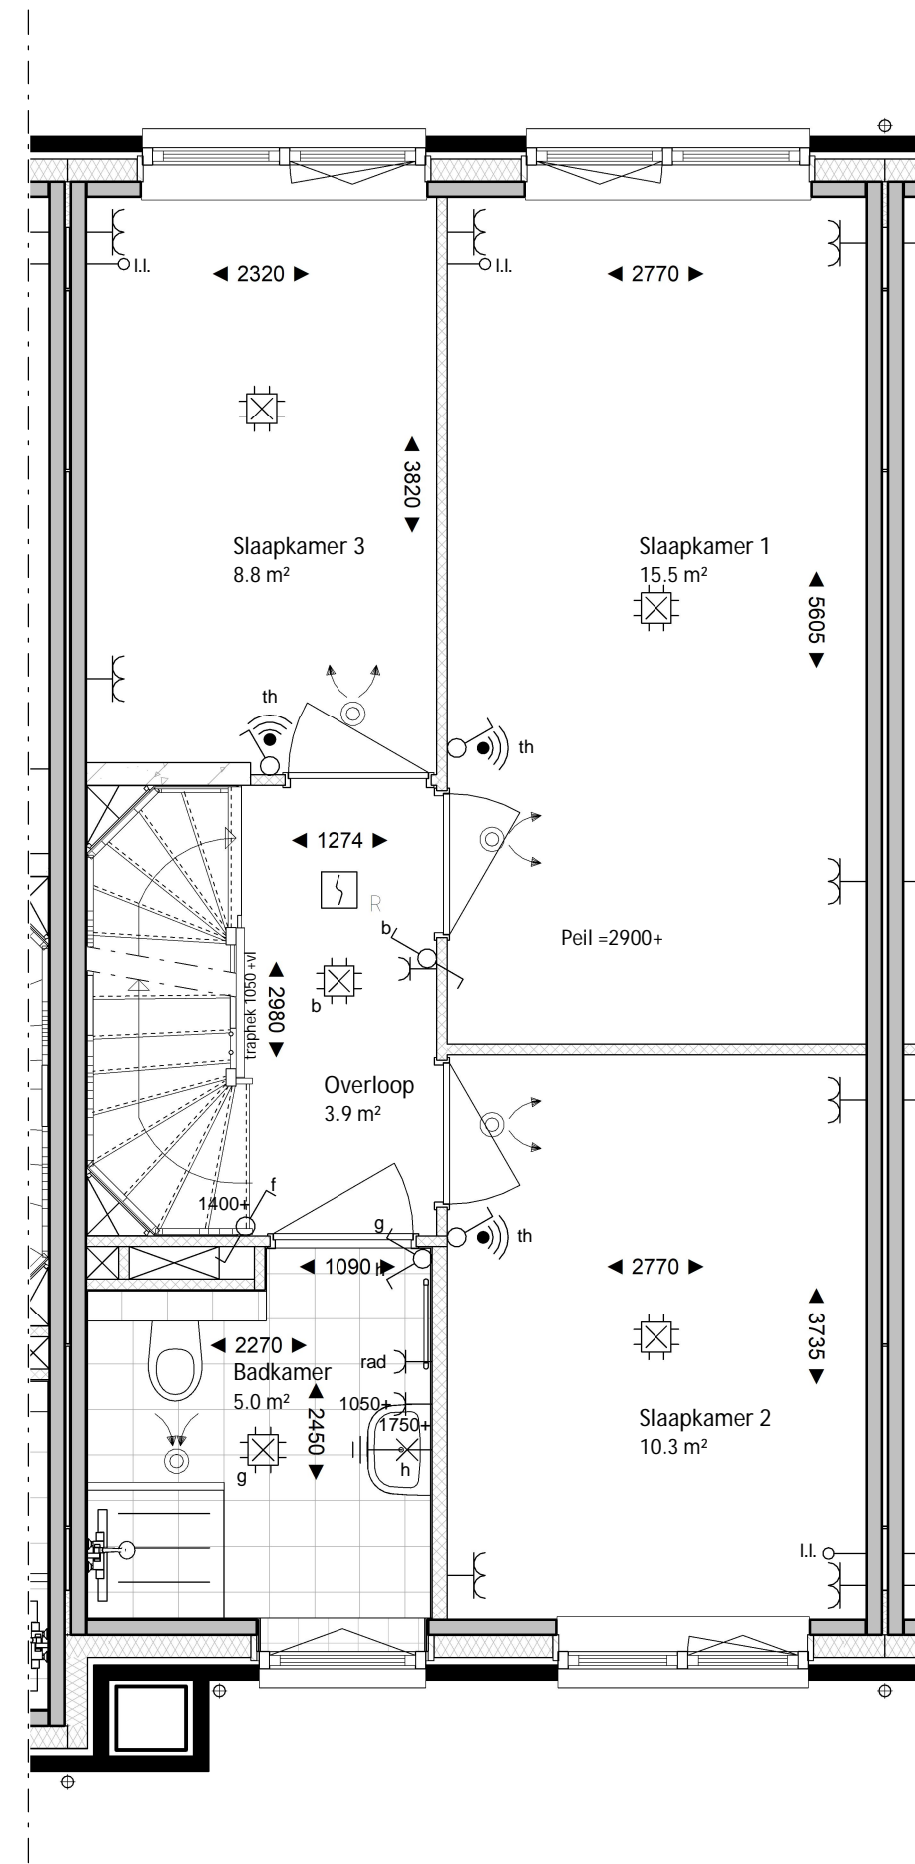 l.l.
l.l.
◄ 2320 ►
◄ 2770 ►
◄ 3820 ►
Slaapkamer 3
8.8 m²
Slaapkamer 1
15.5 m²
◄ 5605 ►
th
th
◄ 1274 ►
R
b
Peil =2900+
traphek 1050 +vl
◄ 2980 ►
b
Overloop
3.9 m²
f
1400+
g
th
◄ 1090 ►
◄ 2770 ►
◄ 2270 ►
rad
Badkamer
5.0 m²
◄ 3735 ►
1050+
1750+
◄ 2450 ►
Slaapkamer 2
10.3 m²
g
h
l.l.